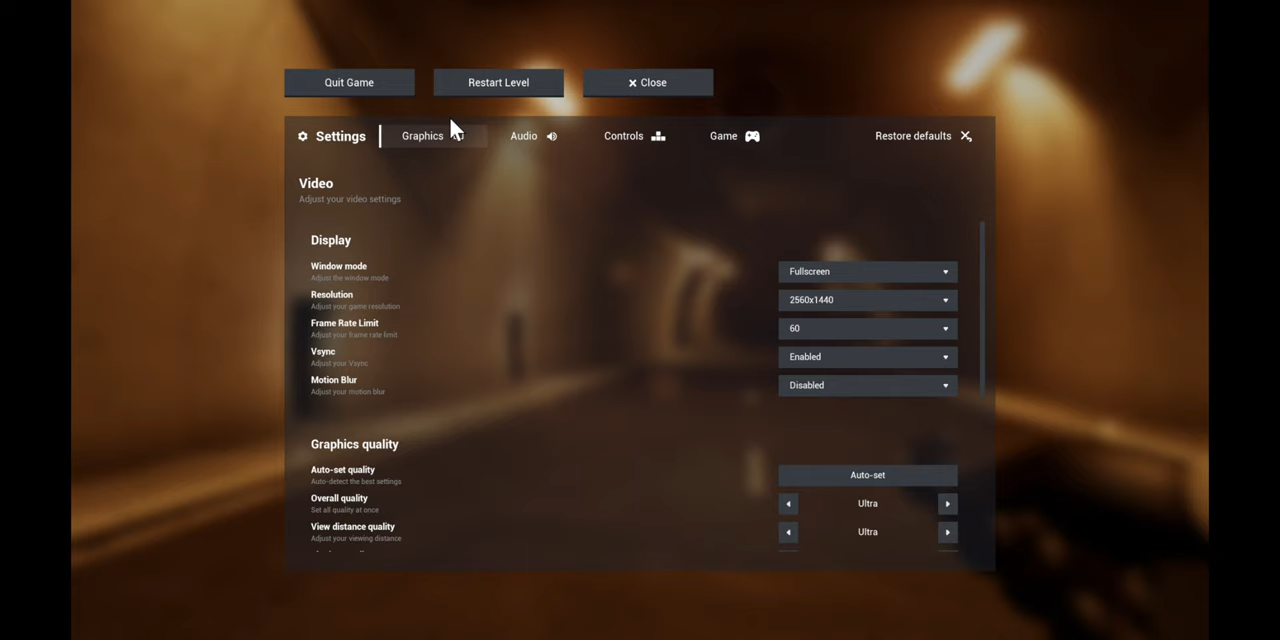 Quit Game
Restart Level
Close
Settings
Graphics
Audio
Controls
Game
Restore defaults
Video
Adjust your video settings
Display
Window mode
Adjust the window mode
Fullscreen
Resolution
Adjust your game resolution
2560x1440
Frame Rate Limit
Adjust your frame rate limit
60
Vsync
Adjust your Vsync
Enabled
Motion Blur
Adjust your motion blur
Disabled
Graphics quality
Auto-set quality
Auto-detect the best settings
Auto-set
Overall quality
Set all quality at once
Ultra
View distance quality
Adjust your viewing distance
Ultra